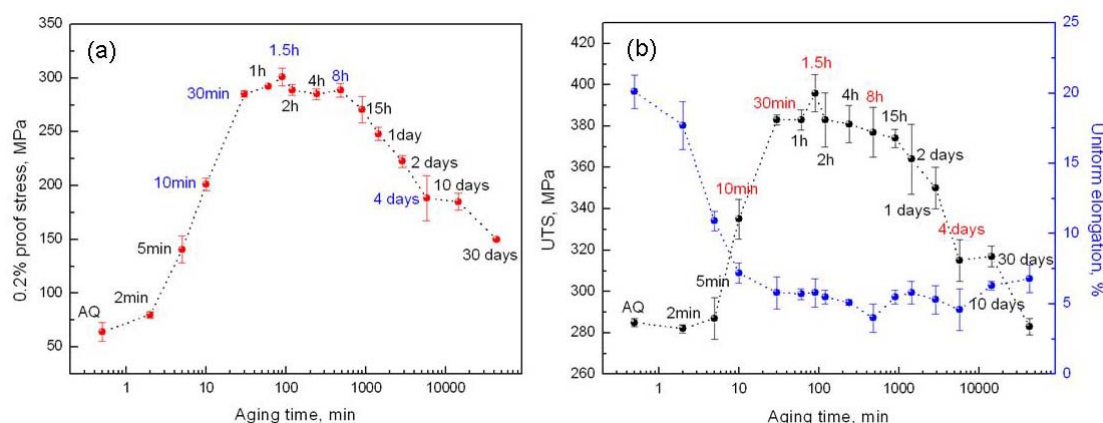 (a)
350
300
250
200
150
100
50
0.2% proof stress, MPa
AQ
2min
5min
10min
30min
1h
1.5h
2h
4h
8h
15h
1day
2 days
4 days
10 days
30 days
1 10 100 1000 10000
Aging time, min
(b)
420
400
380
360
340
320
300
280
260
UTS, MPa
AQ
2min
5min
10min
30min
1h
1.5h
2h
4h
8h
15h
2 days
1 days
4 days
10 days
30 days
25
20
15
10
5
0
Uniform elongation, %
1 10 100 1000 10000
Aging time, min